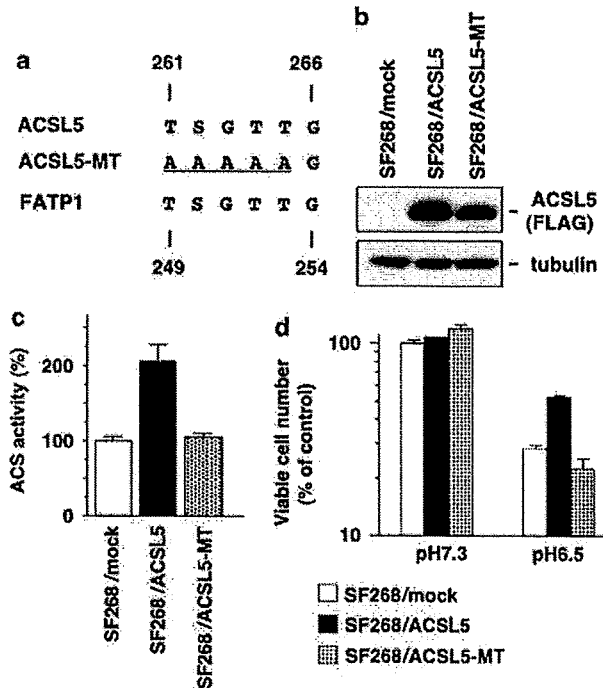 a
261 266
ACSL5 T S G T T G
ACSL5-MT A A A A A G
FATP1 T S G T T G
249 254
b
SF268/mock
SF268/ACSL5
SF268/ACSL5-MT
ACSL5
(FLAG)
tubulin
c
ACS activity (%)
200
100
0
SF268/mock
SF268/ACSL5
SF268/ACSL5-MT
d
Viable cell number
(% of control)
100
10
pH7.3 pH6.5
SF268/mock
SF268/ACSL5
SF268/ACSL5-MT